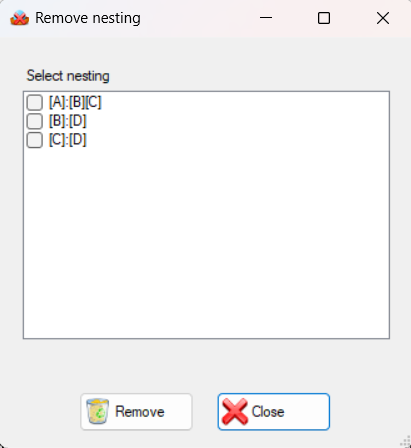 Remove nesting
Select nesting
[A]:[B][C]
[B]:[D]
[C]:[D]
Remove
Close